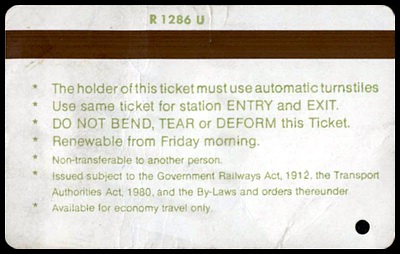 R 1286 U
* The holder of this ticket must use automatic turnstiles
* Use same ticket for station ENTRY and EXIT.
* DO NOT BEND, TEAR or DEFORM this Ticket.
* Renewable from Friday morning.
* Non-transferable to another person.
* Issued subject to the Government Railways Act, 1912, the Transport
Authorities Act, 1980, and the By-Laws and orders thereunder
* Available for economy travel only.